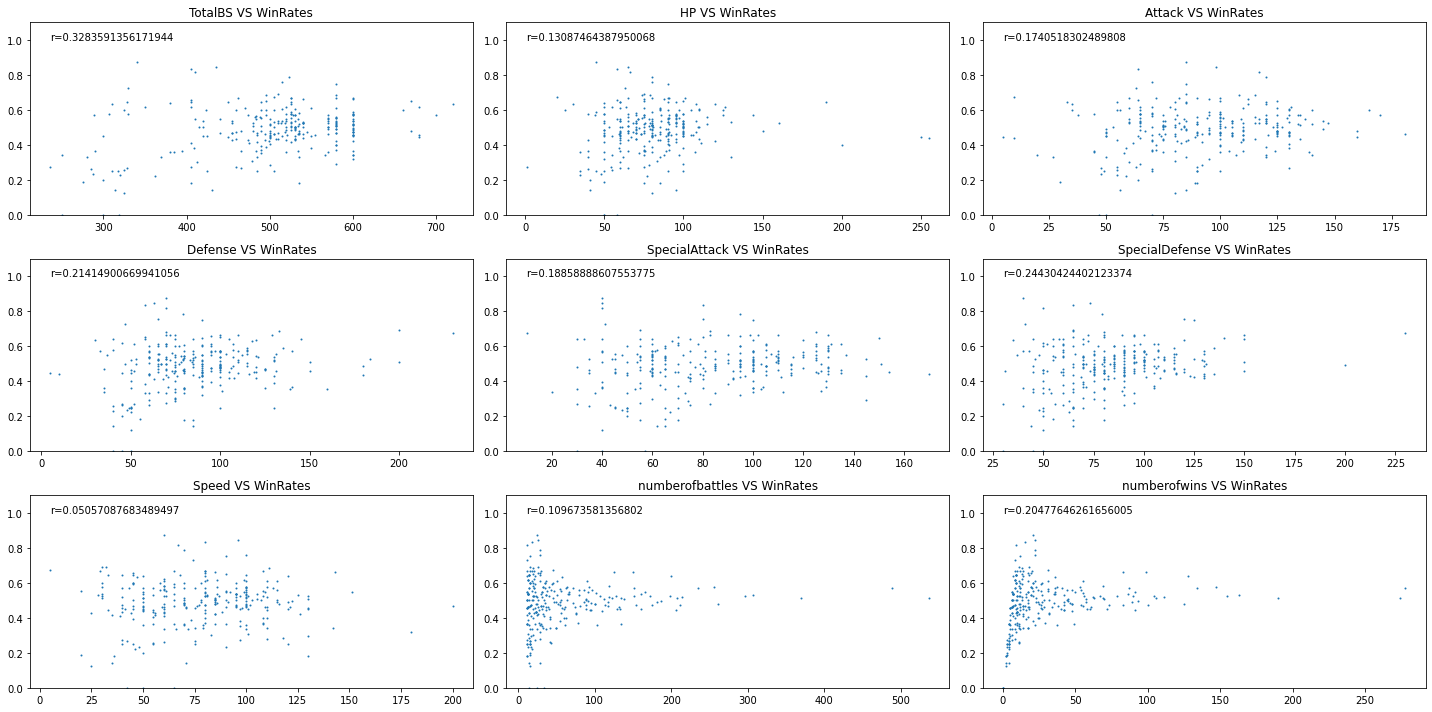 TotalBS VS WinRates
r=0.3283591356171944
1.0
0.8
0.6
0.4
0.2
0.0
300 400 500 600 700
HP VS WinRates
r=0.13087464387950068
1.0
0.8
0.6
0.4
0.2
0.0
0 50 100 150 200 250
Attack VS WinRates
r=0.1740518302489808
1.0
0.8
0.6
0.4
0.2
0.0
0 25 50 75 100 125 150 175
Defense VS WinRates
r=0.21414900669941056
1.0
0.8
0.6
0.4
0.2
0.0
0 50 100 150 200
SpecialAttack VS WinRates
r=0.18858888607553775
1.0
0.8
0.6
0.4
0.2
0.0
20 40 60 80 100 120 140 160
SpecialDefense VS WinRates
r=0.24430424402123374
1.0
0.8
0.6
0.4
0.2
0.0
25 50 75 100 125 150 175 200 225
Speed VS WinRates
r=0.05057087683489497
1.0
0.8
0.6
0.4
0.2
0.0
0 25 50 75 100 125 150 175 200
numberofbattles VS WinRates
r=0.109673581356802
1.0
0.8
0.6
0.4
0.2
0.0
0 100 200 300 400 500
numberofwins VS WinRates
r=0.20477646261656005
1.0
0.8
0.6
0.4
0.2
0.0
0 50 100 150 200 250